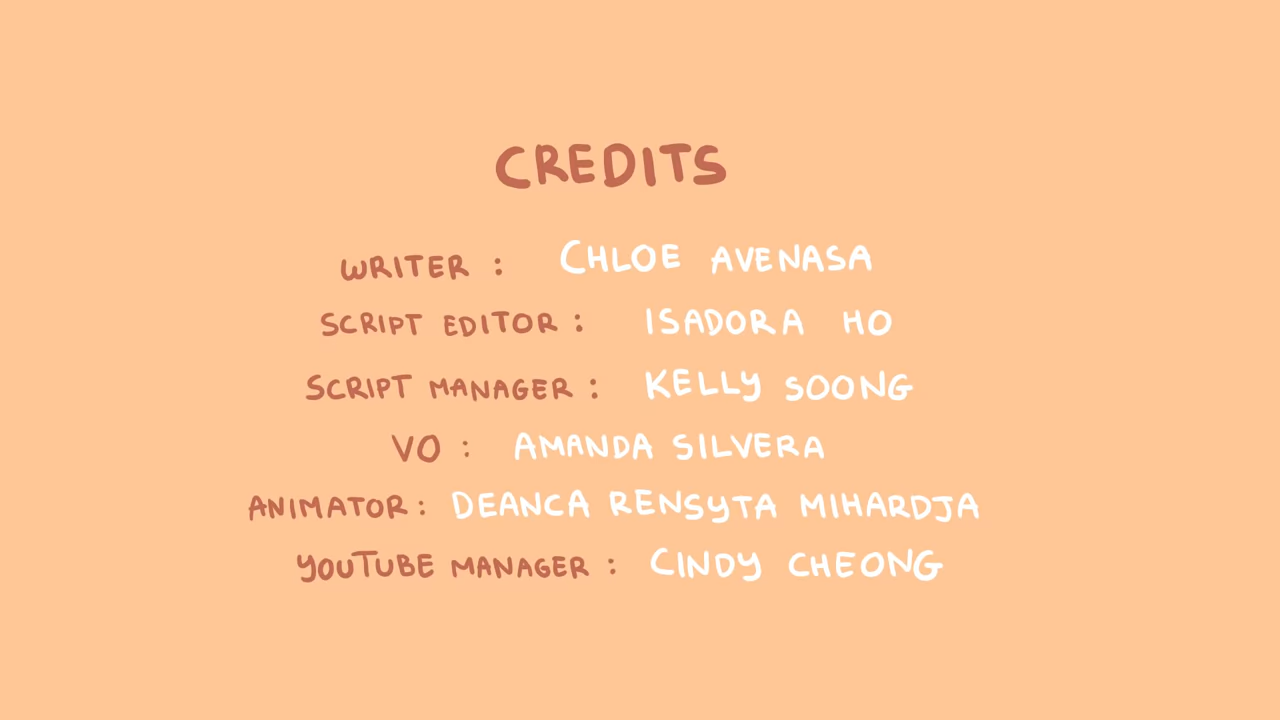 CREDITS
WRITER : CHLOE AVENASA
SCRIPT EDITOR : ISADORA HO
SCRIPT MANAGER : KELLY SOONG
VO : AMANDA SILVERA
ANIMATOR : DEANCA RENSYTA MIHARDJA
YOUTUBE MANAGER : CINDY CHEONG